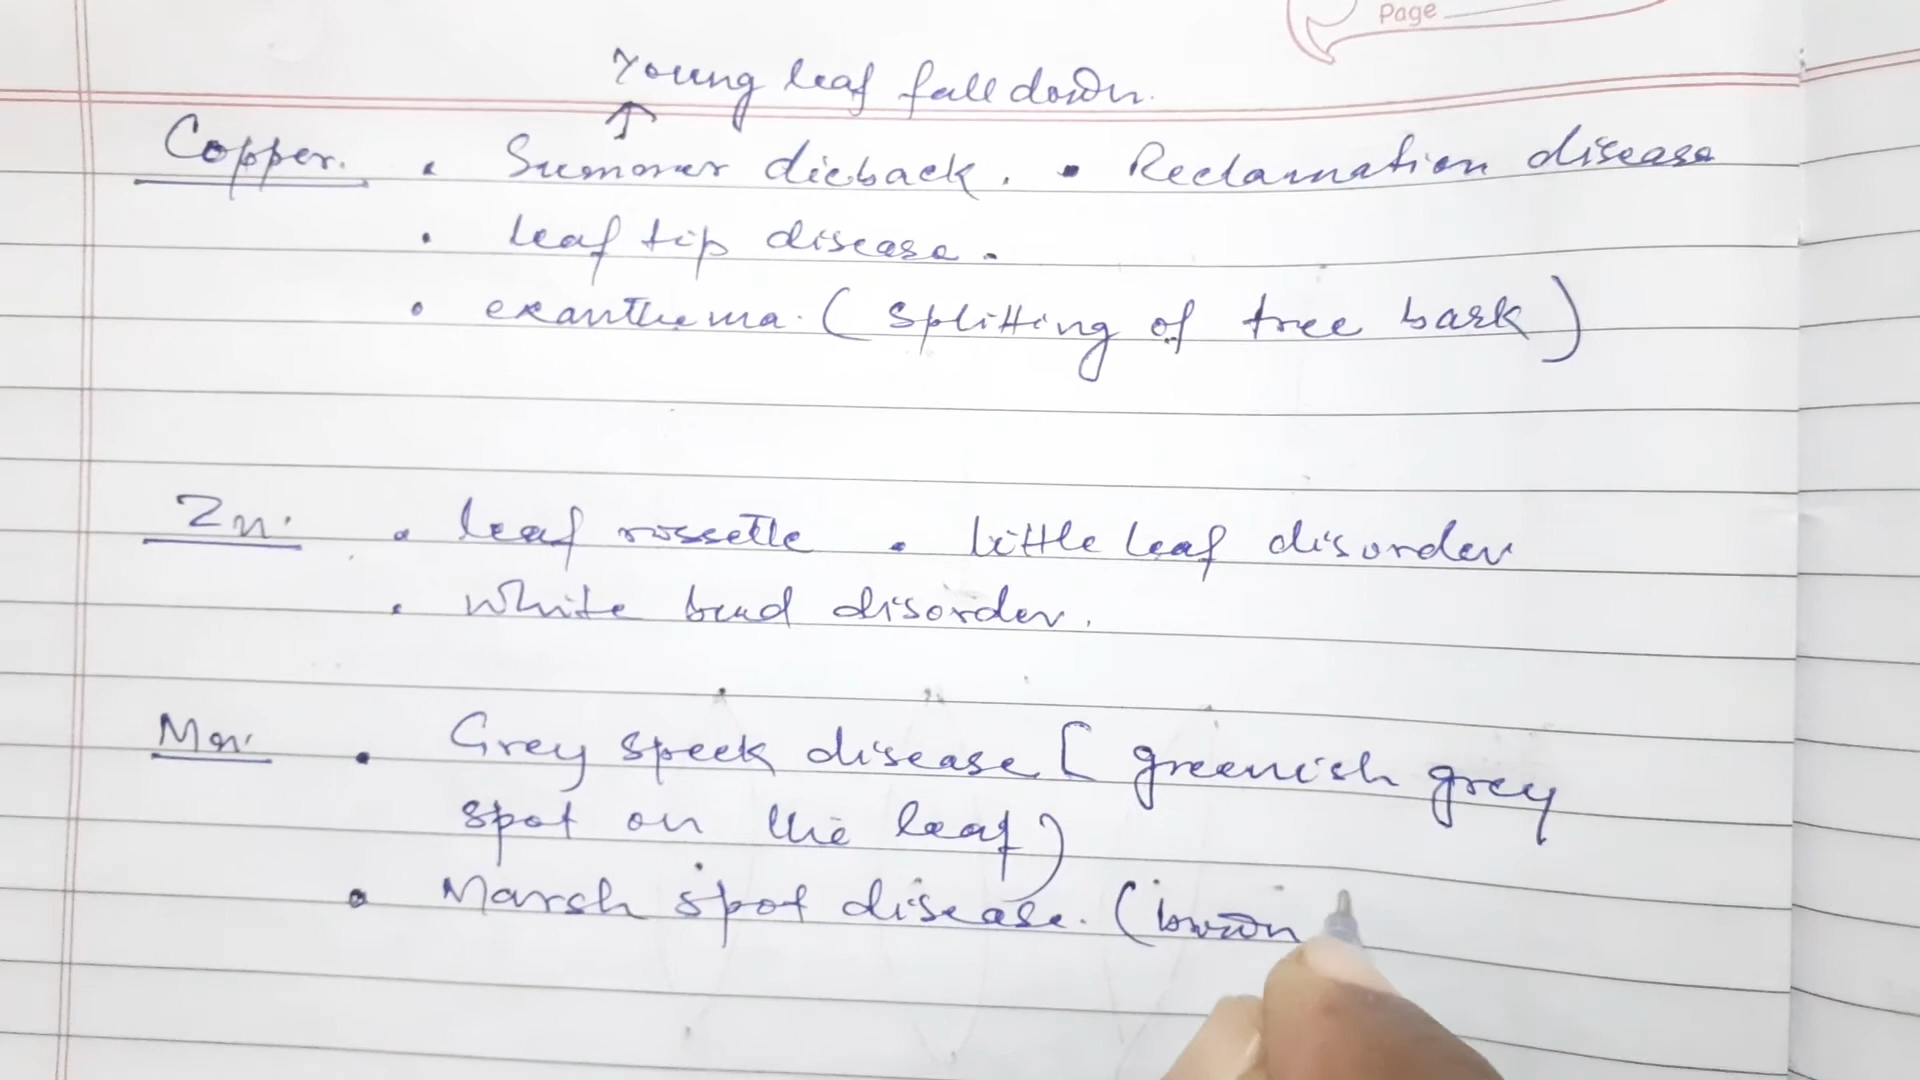 Page
Young leaf fall down.
Copper. • Summer dieback. • Reclamation disease
• leaf tip disease.
• exanthema. (splitting of tree bark)
Zn. • leaf rossette • little leaf disorder
• white bud disorder.
Mn. • Grey speck disease [greenish grey
spot on the leaf)
• Marsh spot disease. (brown